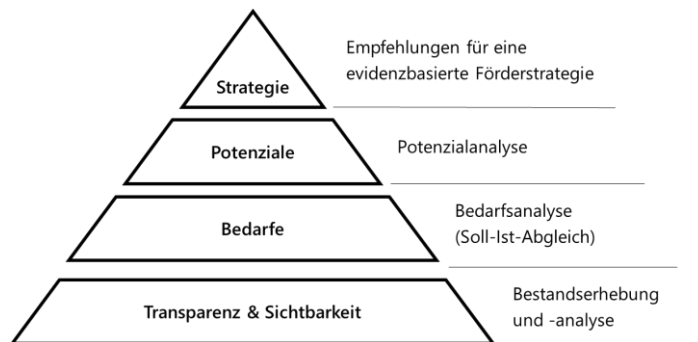 Empfehlungen für eine
evidenzbasierte Förderstrategie
Strategie
Potenziale
Potenzialanalyse
Bedarfe
Bedarfsanalyse
(Soll-Ist-Abgleich)
Transparenz & Sichtbarkeit
Bestandserhebung
und -analyse